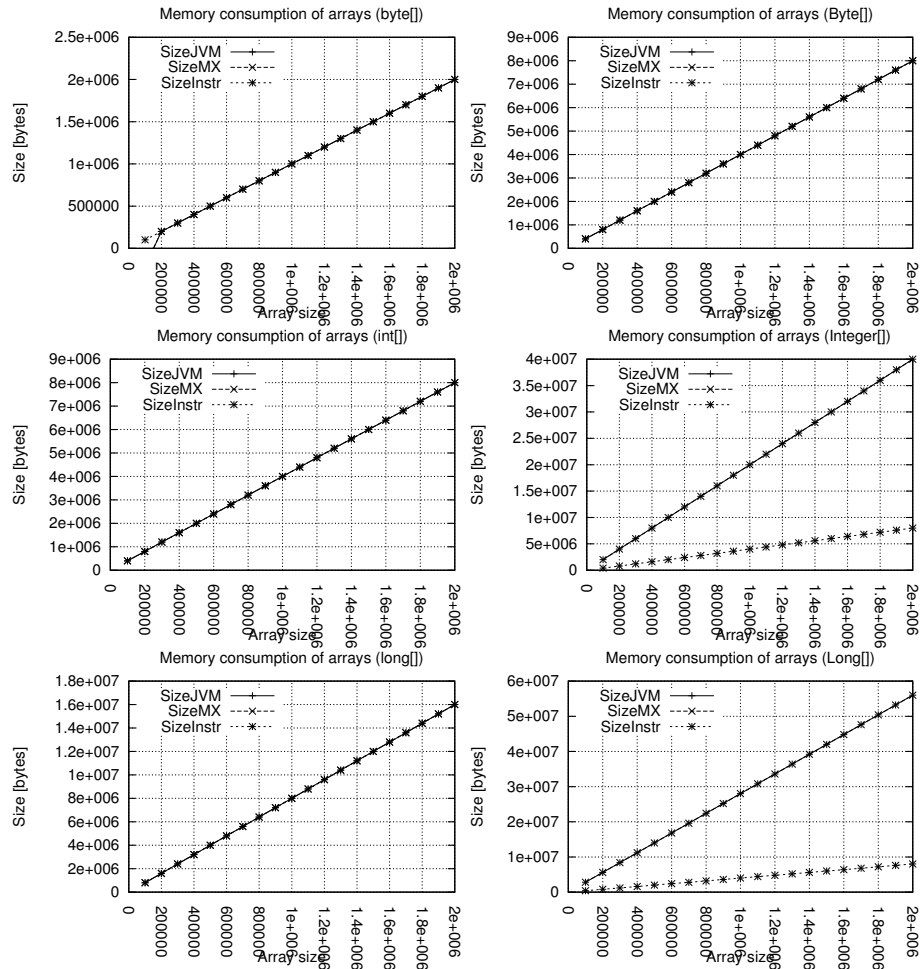 Memory consumption of arrays (byte[])
2.5e+006
2e+006
1.5e+006
1e+006
500000
0
Size [bytes]
SizeJVM
SizeMX
SizeInstr
0
200000
400000
600000
800000
1e+006
1.2e+006
1.4e+006
1.6e+006
1.8e+006
2e+006
Array size
Memory consumption of arrays (Byte[])
9e+006
8e+006
7e+006
6e+006
5e+006
4e+006
3e+006
2e+006
1e+006
0
Size [bytes]
SizeJVM
SizeMX
SizeInstr
0
200000
400000
600000
800000
1e+006
1.2e+006
1.4e+006
1.6e+006
1.8e+006
2e+006
Array size
Memory consumption of arrays (int[])
9e+006
8e+006
7e+006
6e+006
5e+006
4e+006
3e+006
2e+006
1e+006
0
Size [bytes]
SizeJVM
SizeMX
SizeInstr
0
200000
400000
600000
800000
1e+006
1.2e+006
1.4e+006
1.6e+006
1.8e+006
2e+006
Array size
Memory consumption of arrays (Integer[])
4e+007
3.5e+007
3e+007
2.5e+007
2e+007
1.5e+007
1e+007
5e+006
0
Size [bytes]
SizeJVM
SizeMX
SizeInstr
0
200000
400000
600000
800000
1e+006
1.2e+006
1.4e+006
1.6e+006
1.8e+006
2e+006
Array size
Memory consumption of arrays (long[])
1.8e+007
1.6e+007
1.4e+007
1.2e+007
1e+007
8e+006
6e+006
4e+006
2e+006
0
Size [bytes]
SizeJVM
SizeMX
SizeInstr
0
200000
400000
600000
800000
1e+006
1.2e+006
1.4e+006
1.6e+006
1.8e+006
2e+006
Array size
Memory consumption of arrays (Long[])
6e+007
5e+007
4e+007
3e+007
2e+007
1e+007
0
Size [bytes]
SizeJVM
SizeMX
SizeInstr
0
200000
400000
600000
800000
1e+006
1.2e+006
1.4e+006
1.6e+006
1.8e+006
2e+006
Array size